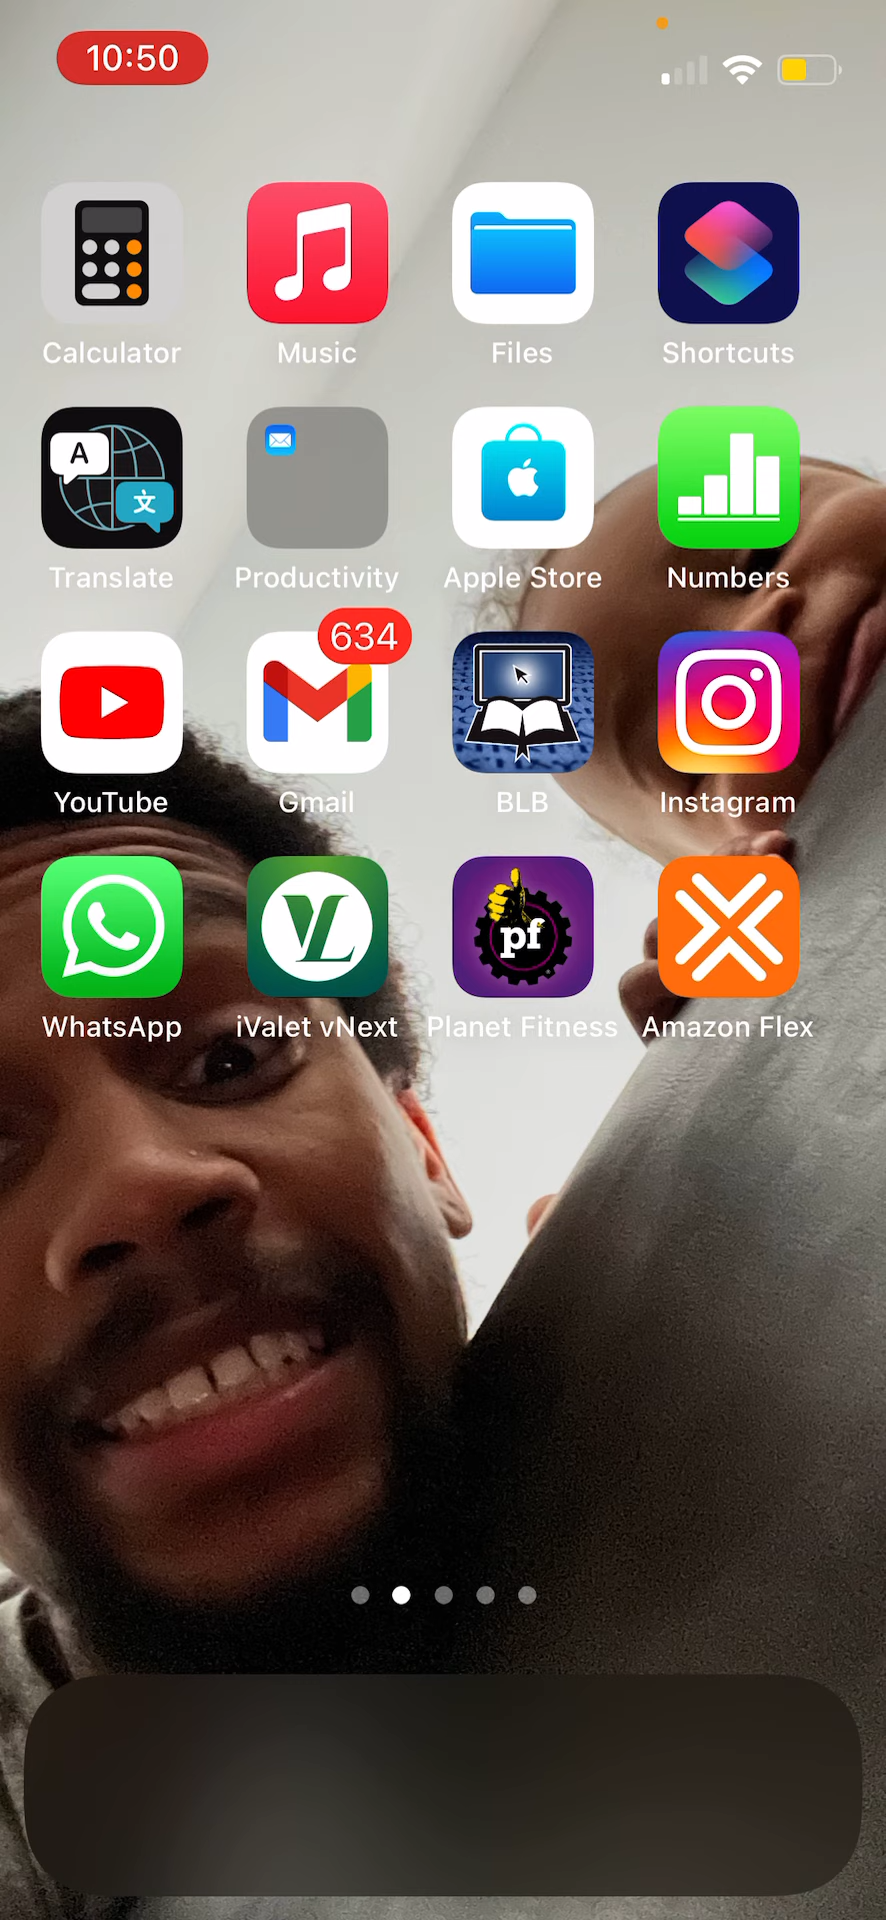 10:50
Calculator
Music
Files
Shortcuts
A
文
Translate
Productivity
Apple Store
Numbers
634
YouTube
Gmail
BLB
Instagram
VL
pf
WhatsApp
iValet vNext
Planet Fitness
Amazon Flex